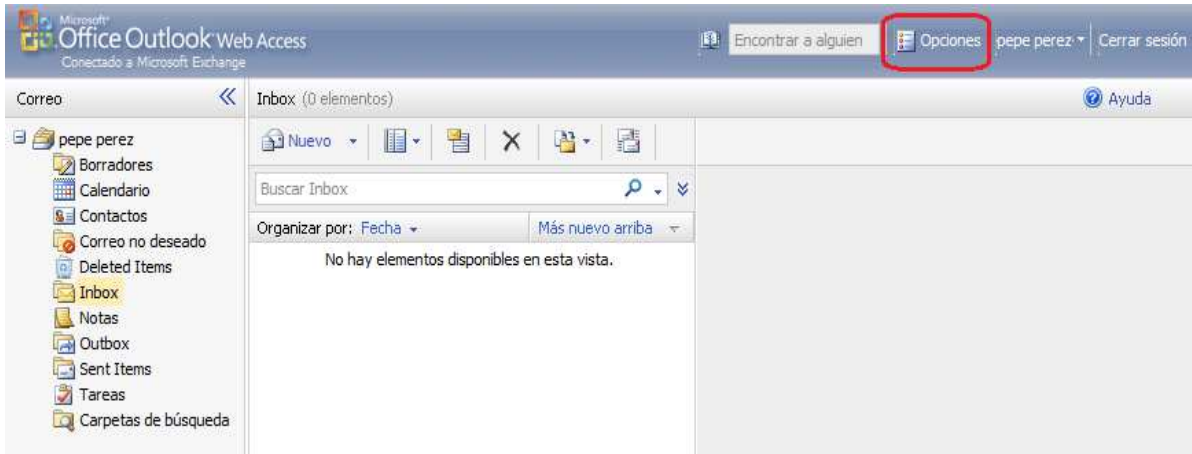 Microsoft®
Office Outlook Web Access
Conectado a Microsoft Exchange
Encontrar a alguien
Opciones
pepe perez
Cerrar sesión
Correo
Inbox (0 elementos)
Ayuda
pepe perez
Borradores
Calendario
Contactos
Correo no deseado
Deleted Items
Inbox
Notas
Outbox
Sent Items
Tareas
Carpetas de búsqueda
Nuevo
Buscar Inbox
Organizar por: Fecha
Más nuevo arriba
No hay elementos disponibles en esta vista.